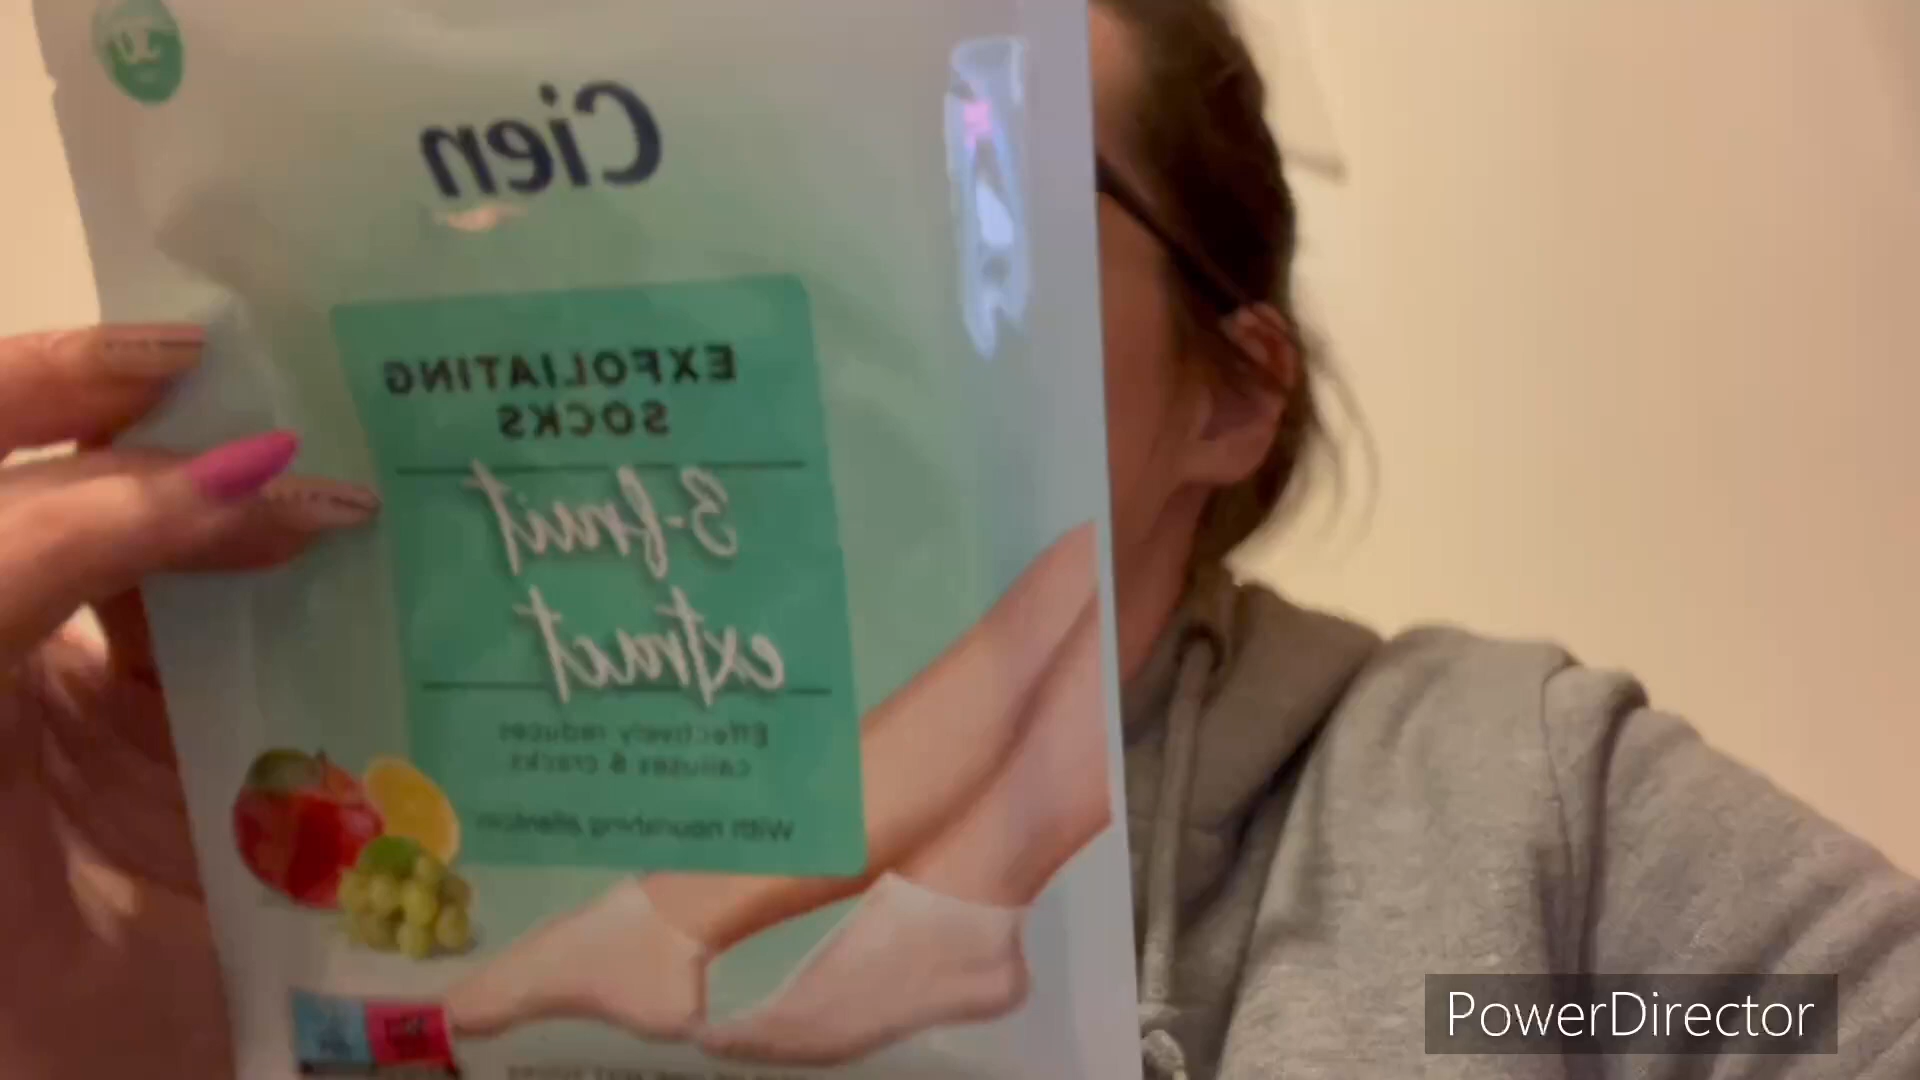 Cien
EXFOLIATING
SOCKS
3-fruit
extract
Effectively reduces
calluses & cracks
With nourishing allantoin
PowerDirector